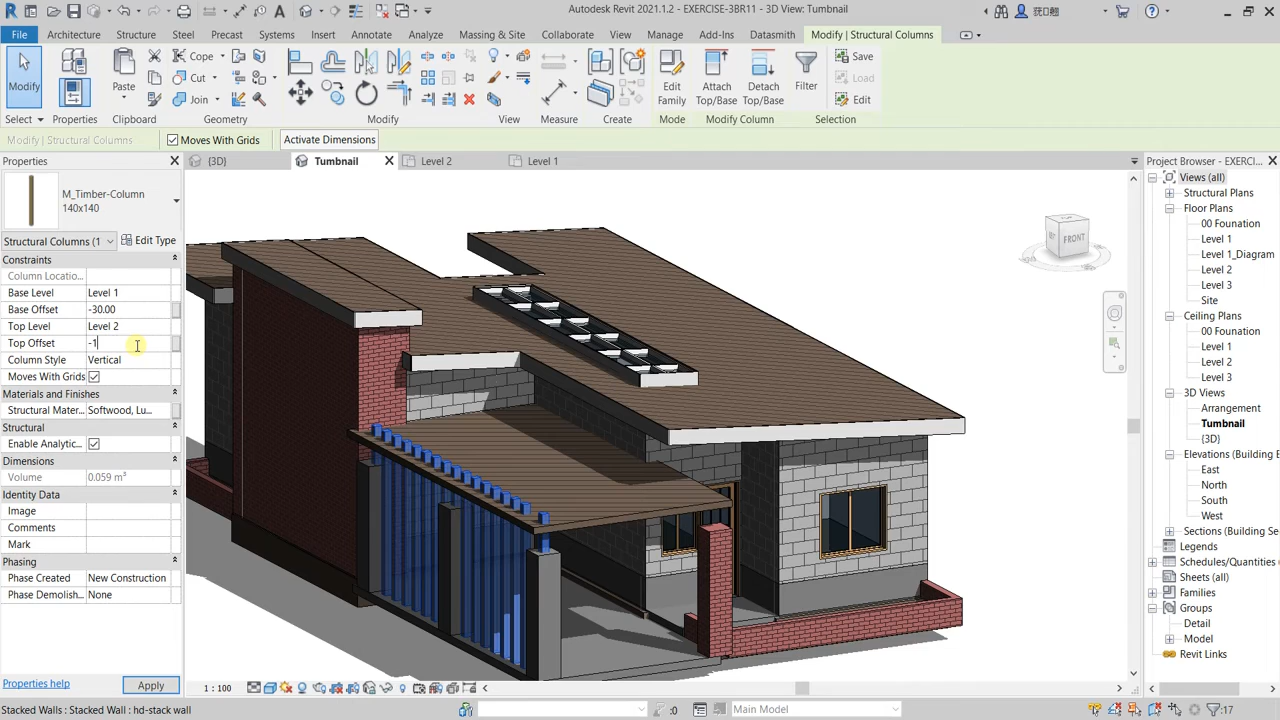 Autodesk Revit 2021.1.2 - EXERCISE-3BR11 - 3D View: Tumbnail
File Architecture Structure Steel Precast Systems Insert Annotate Analyze Massing & Site Collaborate View Manage Add-Ins Datasmith Modify | Structural Columns
Modify
Paste
Cope
Cut
Join
Edit
Family
Attach
Top/Base
Detach
Top/Base
Filter
Save
Load
Edit
Select Properties Clipboard Geometry Modify View Measure Create Mode Modify Column Selection
Modify | Structural Columns Moves With Grids Activate Dimensions
Properties
{3D} Tumbnail Level 2 Level 1
M_Timber-Column
140x140
Structural Columns (1 Edit Type
Constraints
Column Locatio...
Base Level Level 1
Base Offset -30.00
Top Level Level 2
Top Offset -1
Column Style Vertical
Moves With Grids
Materials and Finishes
Structural Mater... Softwood, Lu...
Structural
Enable Analytic...
Dimensions
Volume 0.059 m³
Identity Data
Image
Comments
Mark
Phasing
Phase Created New Construction
Phase Demolish... None
Properties help Apply
FRONT
Project Browser - EXERCI...
Views (all)
Structural Plans
Floor Plans
00 Founation
Level 1
Level 1_Diagram
Level 2
Level 3
Site
Ceiling Plans
00 Founation
Level 1
Level 2
Level 3
3D Views
Arrangement
Tumbnail
{3D}
Elevations (Building E
East
North
South
West
Sections (Building Se
Legends
Schedules/Quantities (
Sheets (all)
Families
Groups
Detail
Model
Revit Links
1 : 100
Stacked Walls : Stacked Wall : hd-stack wall :0 Main Model :17